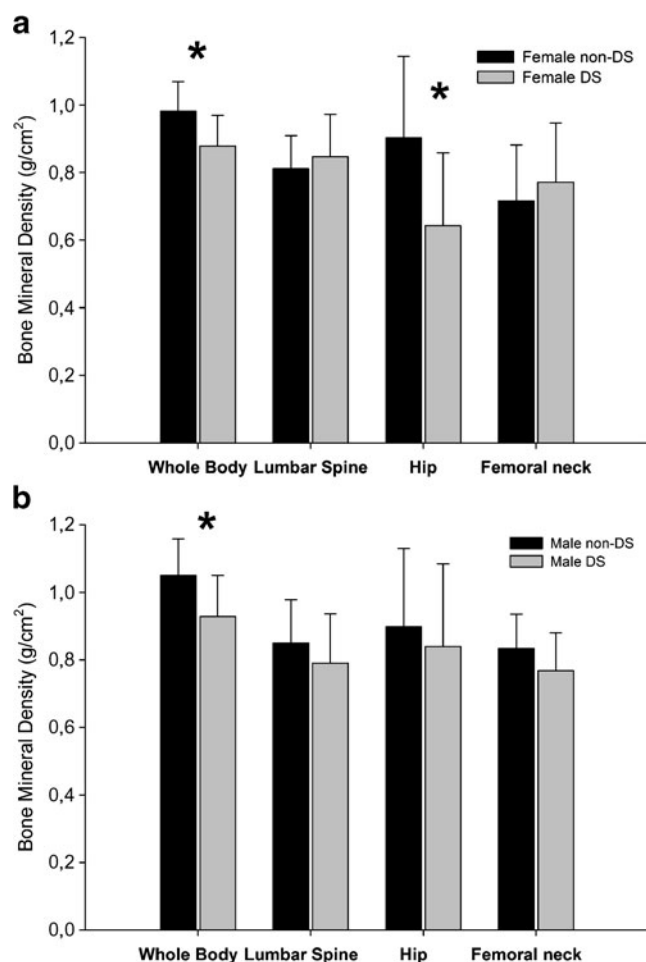 a
Bone Mineral Density (g/cm²)
1,2
1,0
0,8
0,6
0,4
0,2
0,0
*
*
Female non-DS
Female DS
Whole Body Lumbar Spine Hip Femoral neck
b
Bone Mineral Density (g/cm²)
1,2
1,0
0,8
0,6
0,4
0,2
0,0
*
Male non-DS
Male DS
Whole Body Lumbar Spine Hip Femoral neck